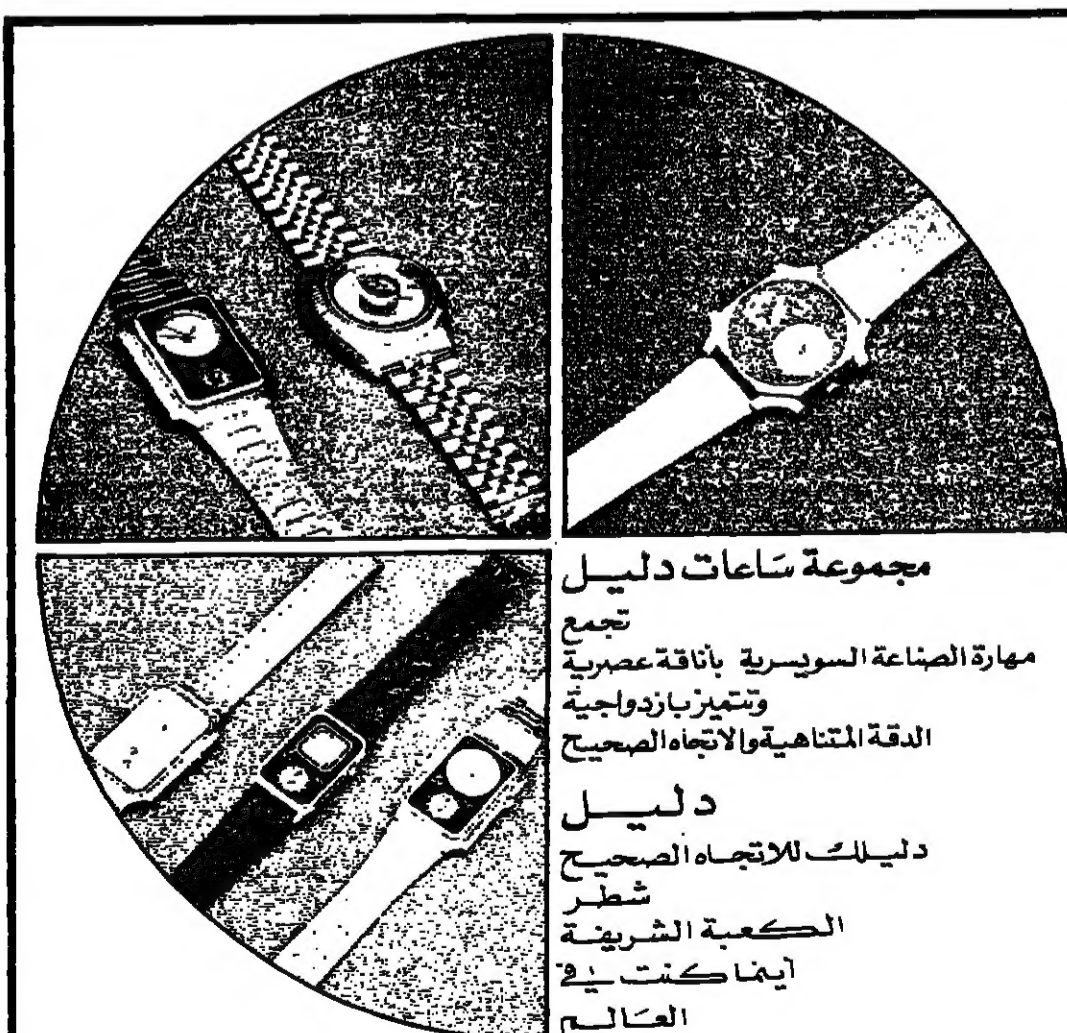 مجموعة ساعات دليل
تجمع
مهارة الصناعة السويسرية بأناقة عصرية
وتتميز بازدواجية
الدقة المتناهية والاتجاه الصحيح
دليل
دليلك للاتجاه الصحيح
شطر
الكعبة الشريفة
أينما كنت في
العالم